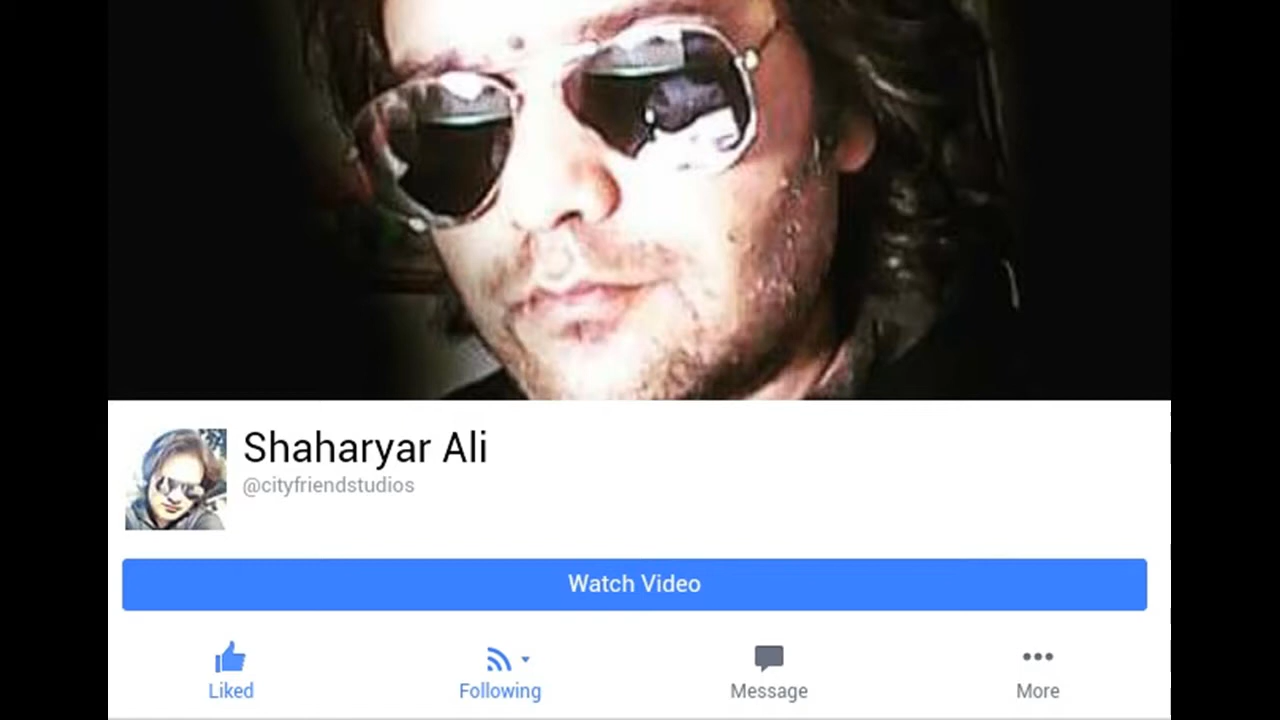 Shaharyar Ali
@cityfriendstudios
Watch Video
Liked
Following
Message
More